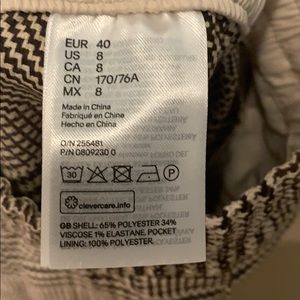 EUR 40
US 8
CA 8
CN 170/76A
MX 8
Made in China
Fabriqué en Chine
Hecho en China
O/N 255481
P/N 0809230 0
30
P
clevercare.info
GB SHELL: 65% POLYESTER 34%
VISCOSE 1% ELASTANE. POCKET
LINING: 100% POLYESTER.